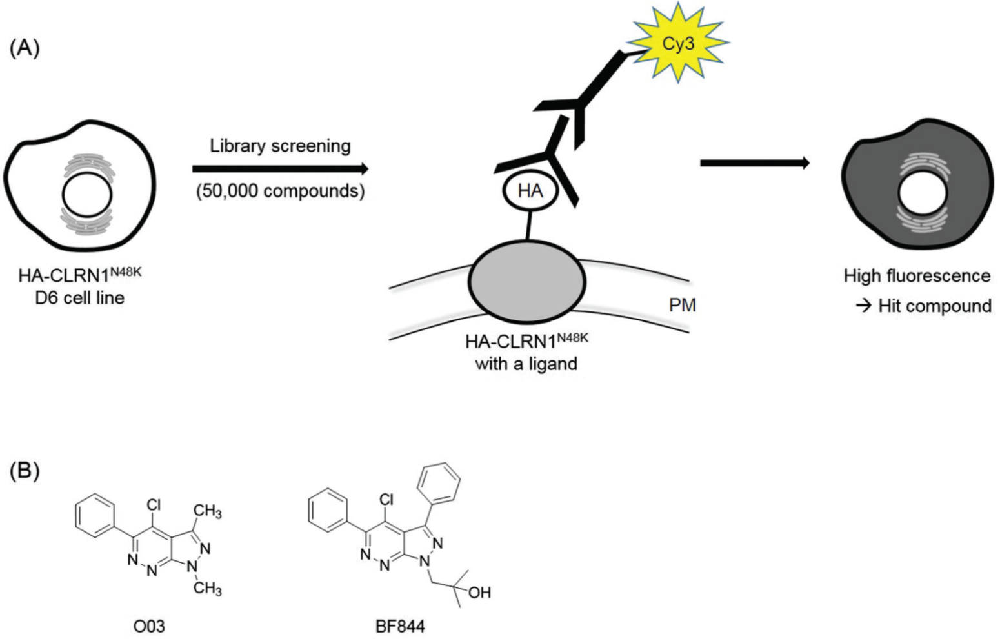 (A)
Cy3
Library screening
(50,000 compounds)
HA
HA-CLRN1N48K
D6 cell line
PM
HA-CLRN1N48K
with a ligand
High fluorescence
→ Hit compound
(B)
Cl
CH3
N
N
N
N
CH3
O03
Cl
N
N
N
N
OH
BF844